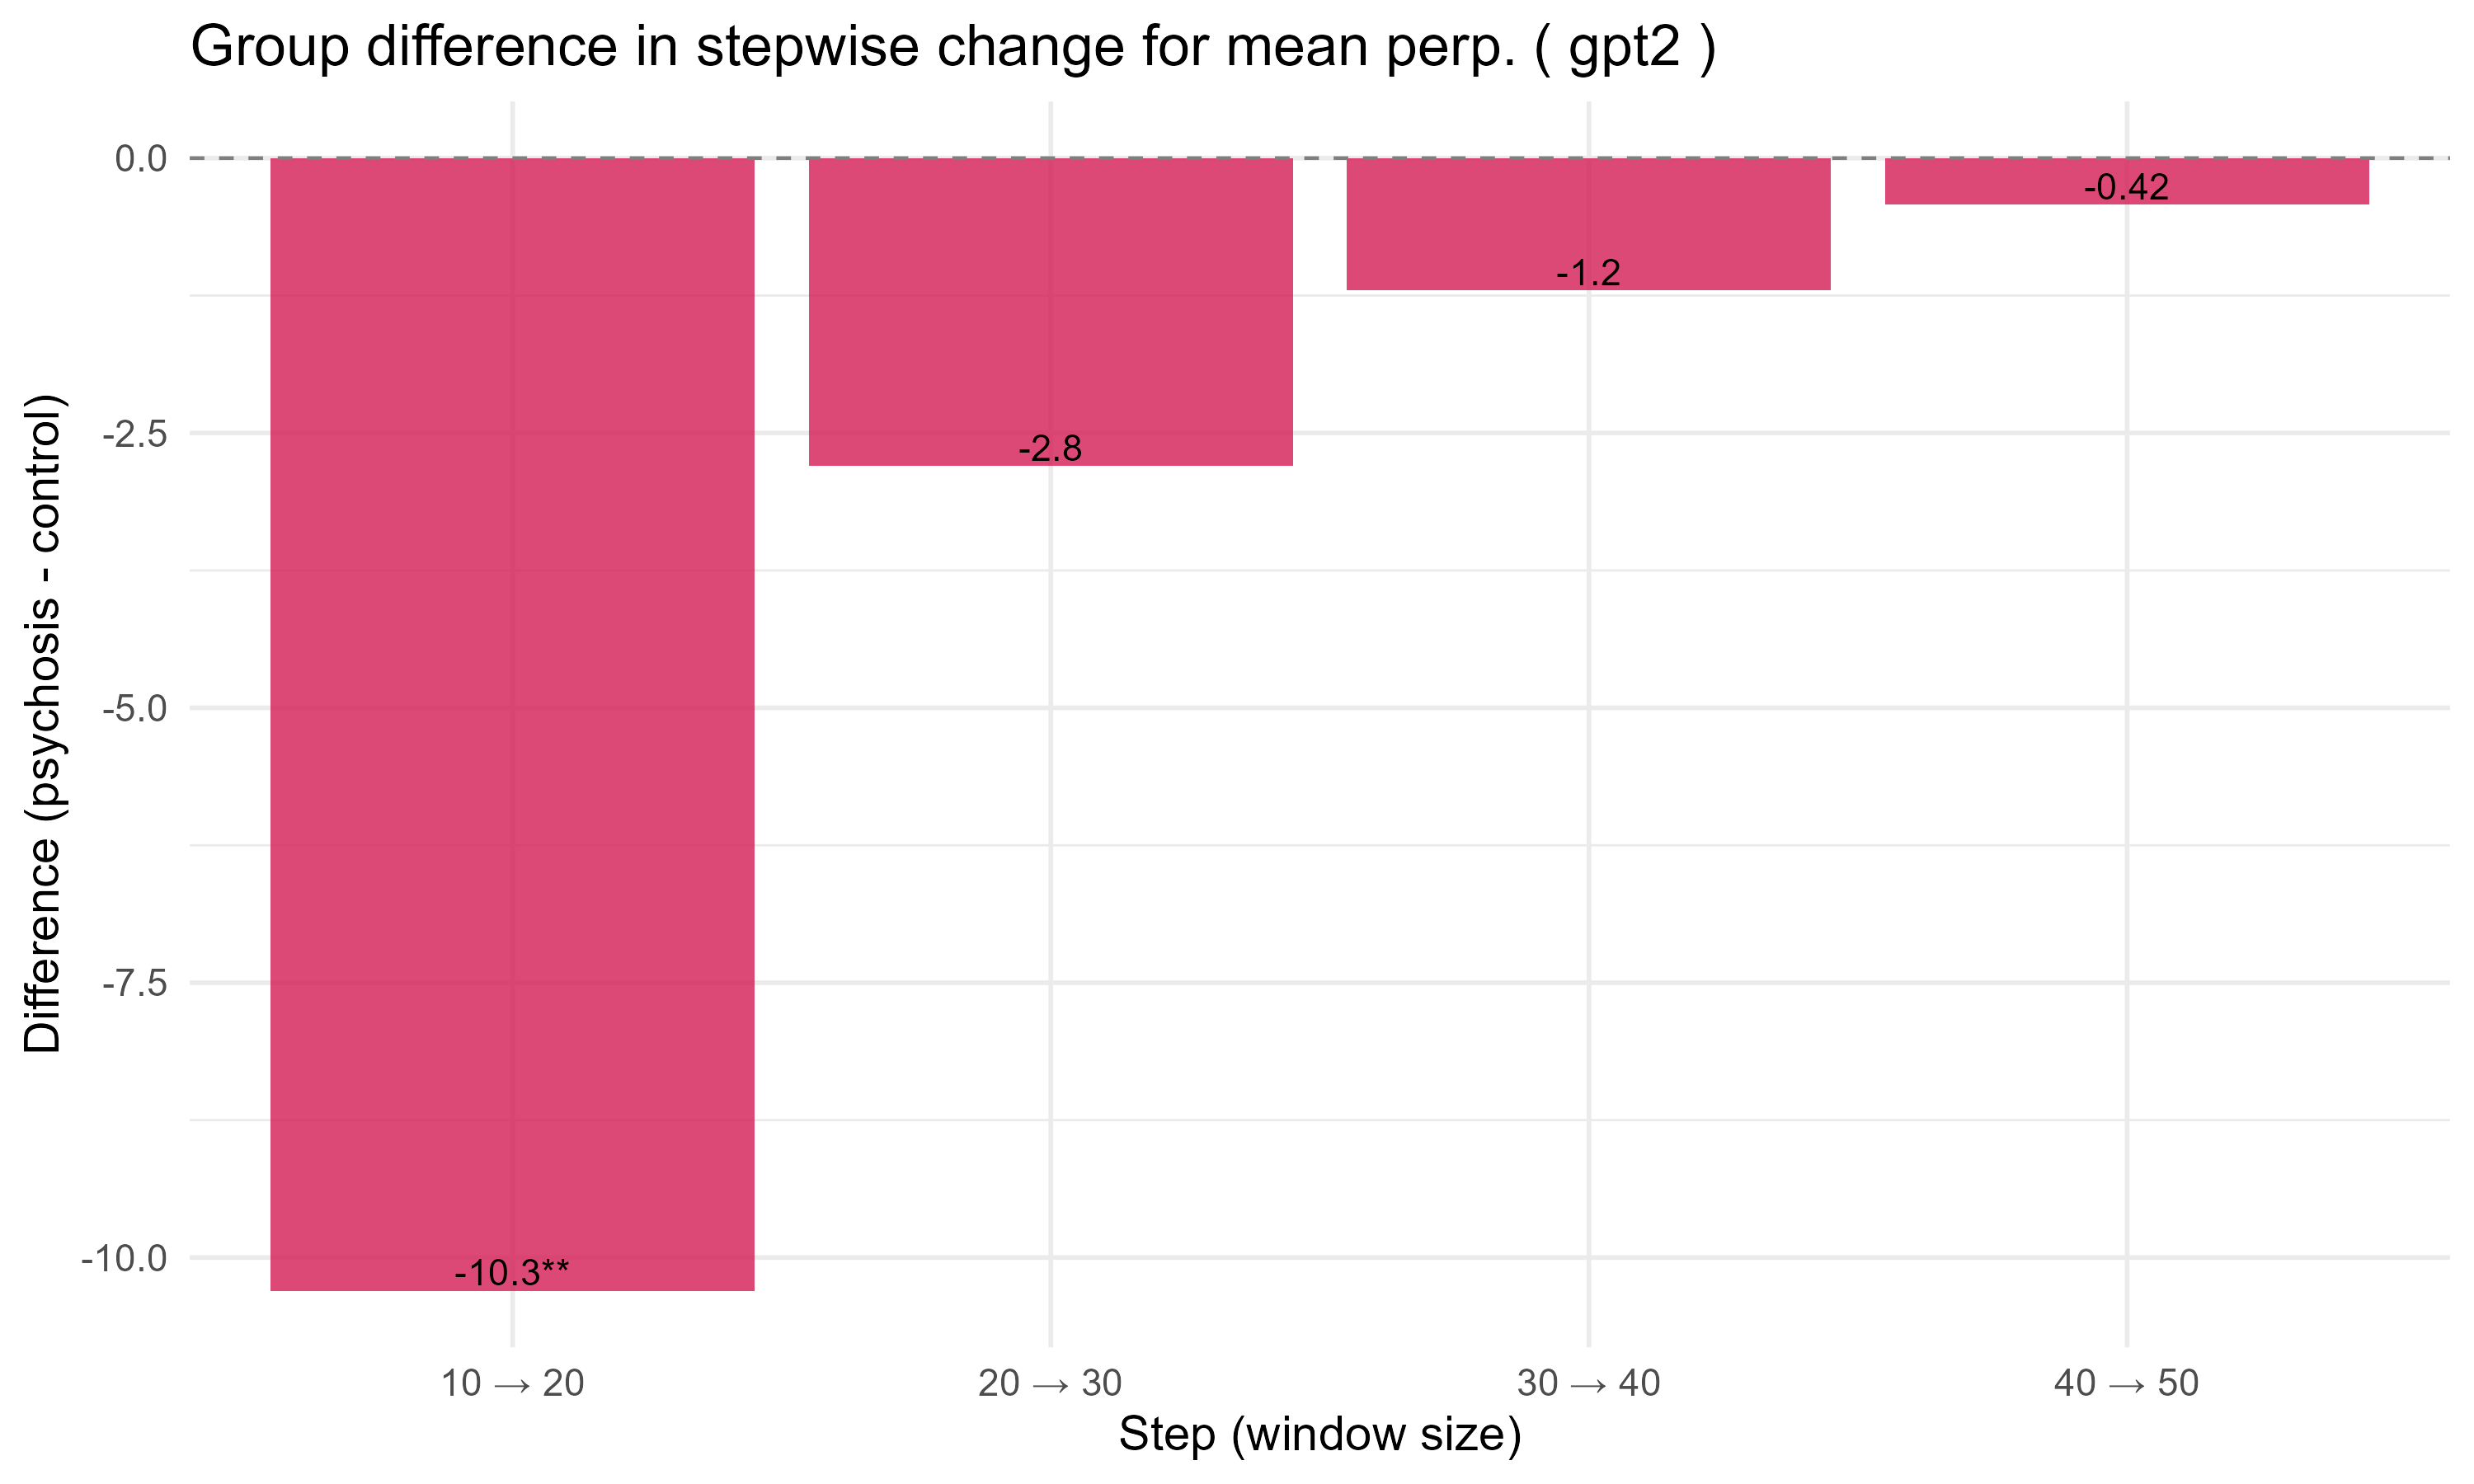 Group difference in stepwise change for mean perp. ( gpt2 )
Difference (psychosis - control)
0.0
-2.5
-5.0
-7.5
-10.0
-10.3**
-2.8
-1.2
-0.42
10 → 20
20 → 30
30 → 40
40 → 50
Step (window size)